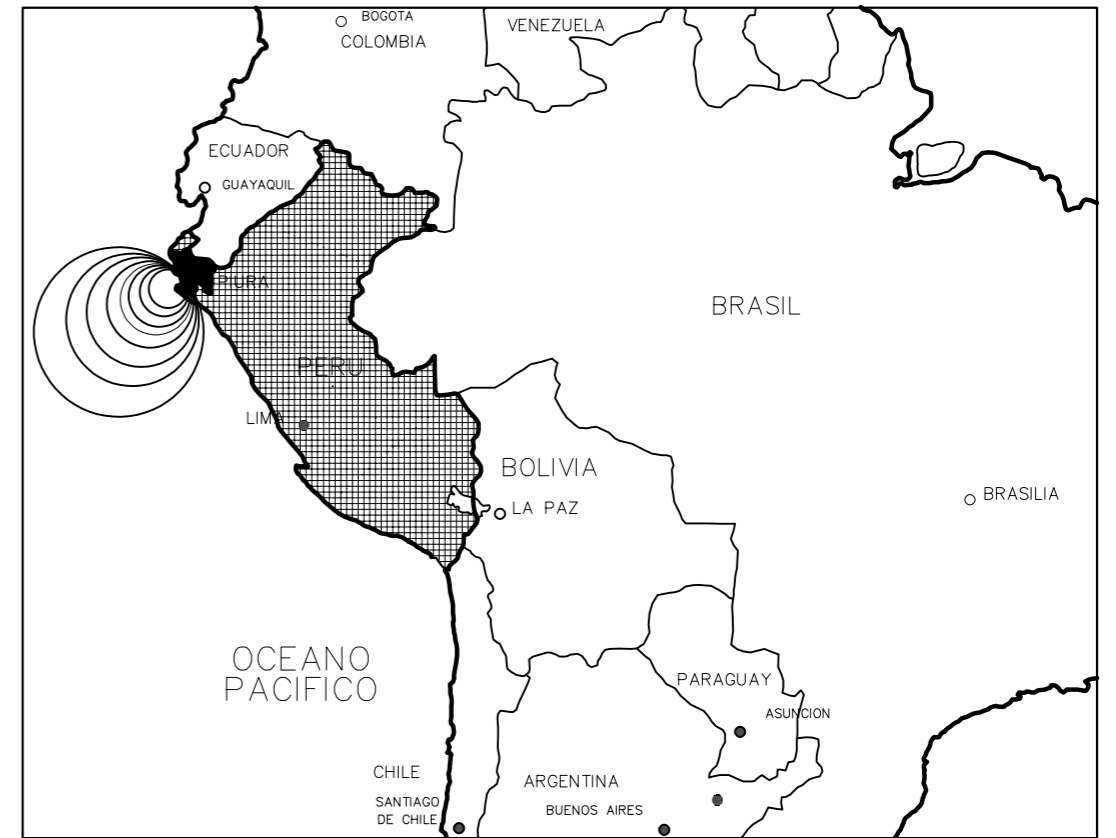 BOGOTA
COLOMBIA
VENEZUELA
ECUADOR
GUAYAQUIL
PIURA
BRASIL
PERU
LIMA
BOLIVIA
LA PAZ
BRASILIA
OCEANO
PACIFICO
PARAGUAY
ASUNCION
CHILE
ARGENTINA
SANTIAGO
DE CHILE
BUENOS AIRES